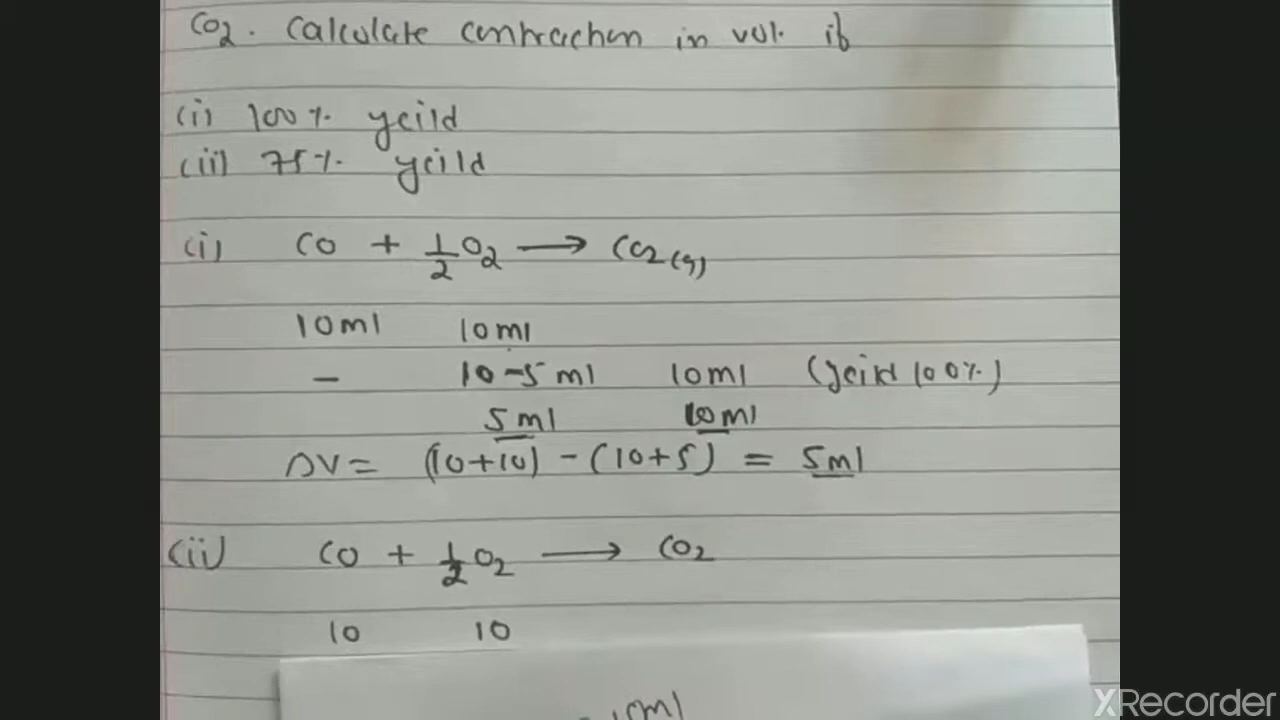 CO2. Calculate contraction in vol. if
(i) 100% yeild
(ii) 75% yeild
(i) CO + 1/2 O2 ⟶ CO2(g)
10ml 10ml
- 10-5ml 10ml (yeild 100%)
5ml 10ml
ΔV = (10+10) - (10+5) = 5ml
(ii) CO + 1/2 O2 ⟶ CO2
10 10
XRecorder